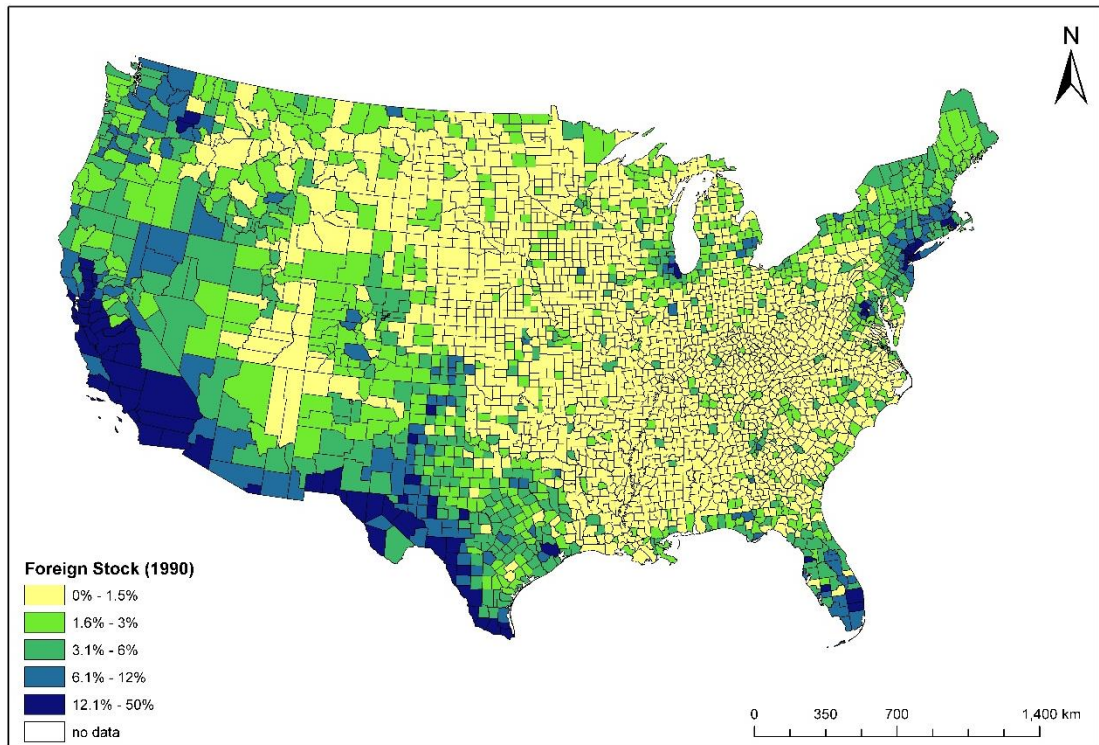 N
Foreign Stock (1990)
0% - 1.5%
1.6% - 3%
3.1% - 6%
6.1% - 12%
12.1% - 50%
no data
0 350 700 1,400 km